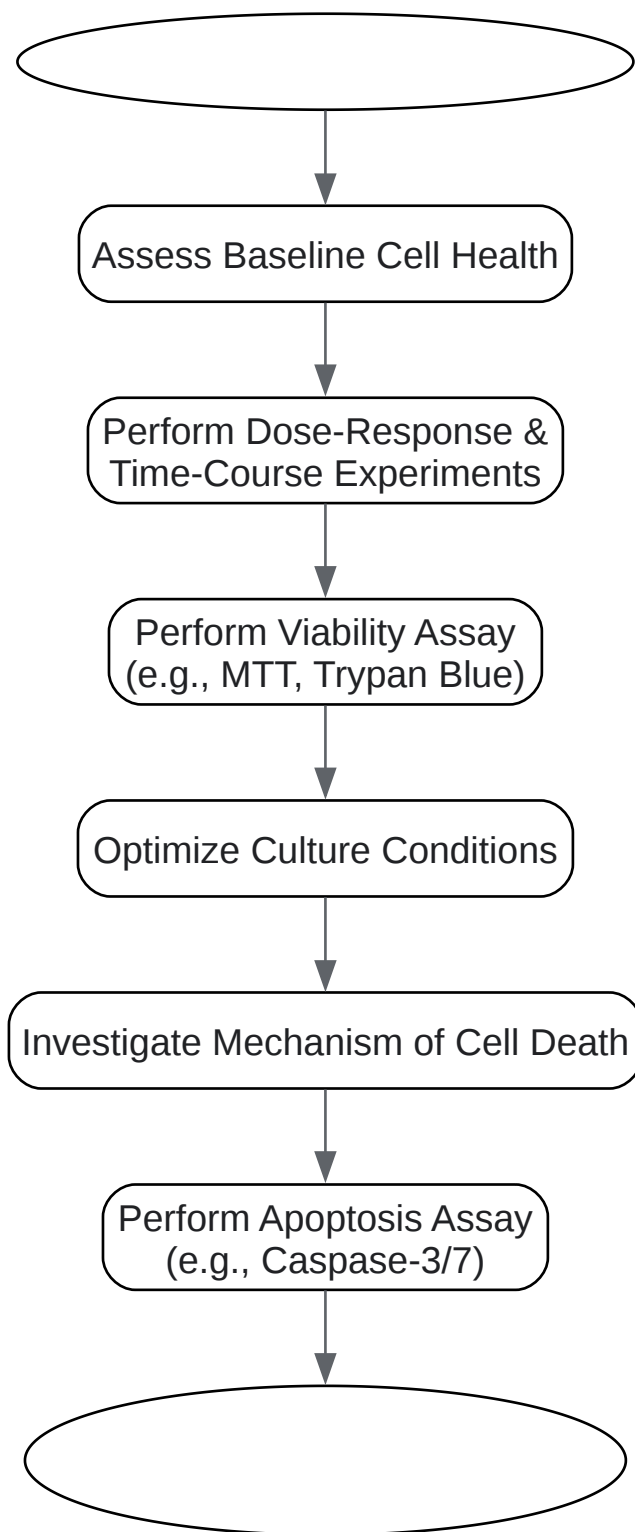 Assess Baseline Cell Health
Perform Dose-Response &
Time-Course Experiments
Perform Viability Assay
(e.g., MTT, Trypan Blue)
Optimize Culture Conditions
Investigate Mechanism of Cell Death
Perform Apoptosis Assay
(e.g., Caspase-3/7)